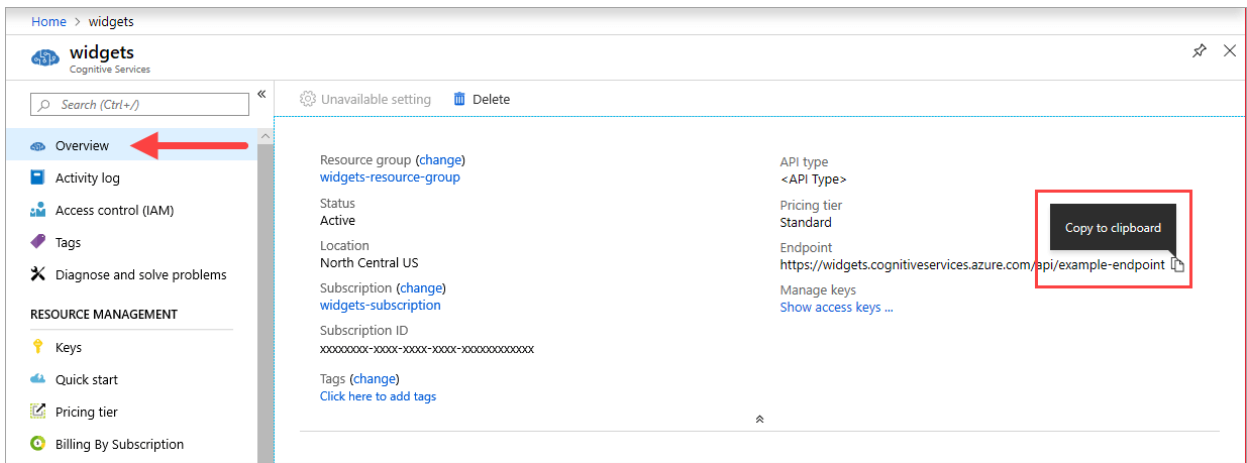 Home > widgets
widgets
Cognitive Services
Search (Ctrl+/)
«
Overview
Activity log
Access control (IAM)
Tags
Diagnose and solve problems
RESOURCE MANAGEMENT
Keys
Quick start
Pricing tier
Billing By Subscription
Unavailable setting Delete
Resource group (change)
widgets-resource-group
Status
Active
Location
North Central US
Subscription (change)
widgets-subscription
Subscription ID
xxxxxxxx-xxxx-xxxx-xxxx-xxxxxxxxxxxx
Tags (change)
Click here to add tags
API type
<API Type>
Pricing tier
Standard
Copy to clipboard
Endpoint
https://widgets.cognitiveservices.azure.com/api/example-endpoint
Manage keys
Show access keys ...